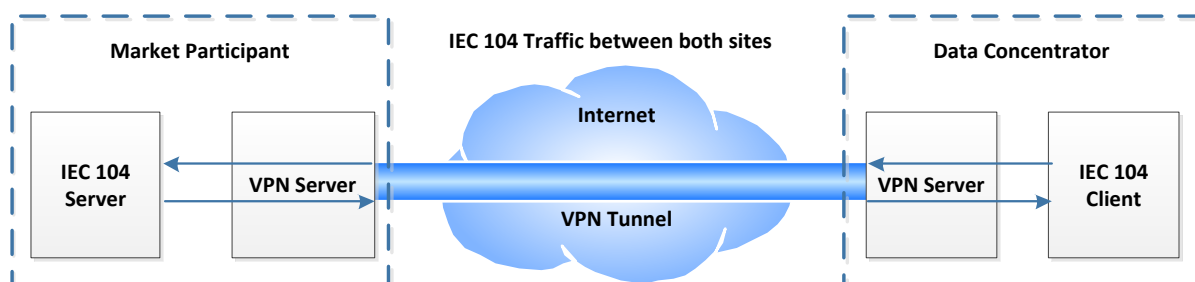 Market Participant
IEC 104 Traffic between both sites
Data Concentrator
Internet
IEC 104
Server
VPN Server
VPN Tunnel
VPN Server
IEC 104
Client